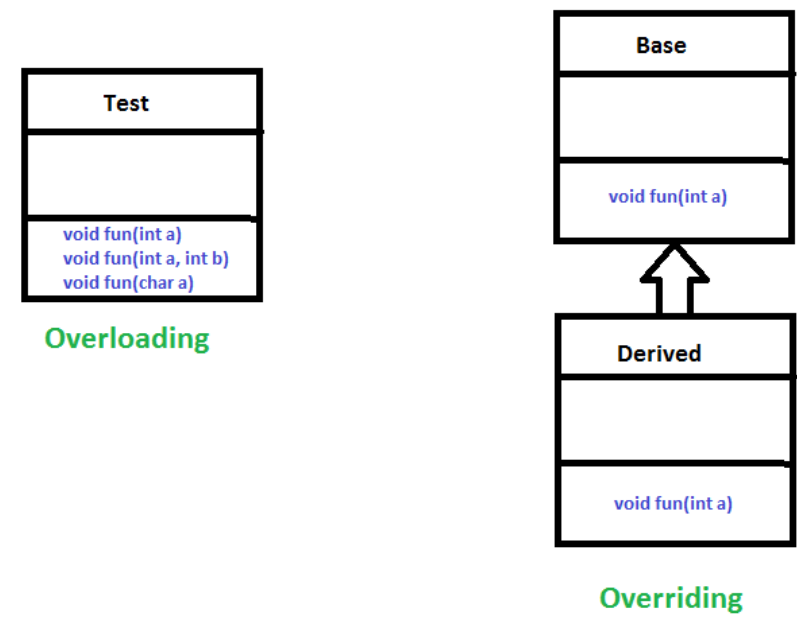 Test
void fun(int a)
void fun(int a, int b)
void fun(char a)
Overloading
Base
void fun(int a)
Derived
void fun(int a)
Overriding